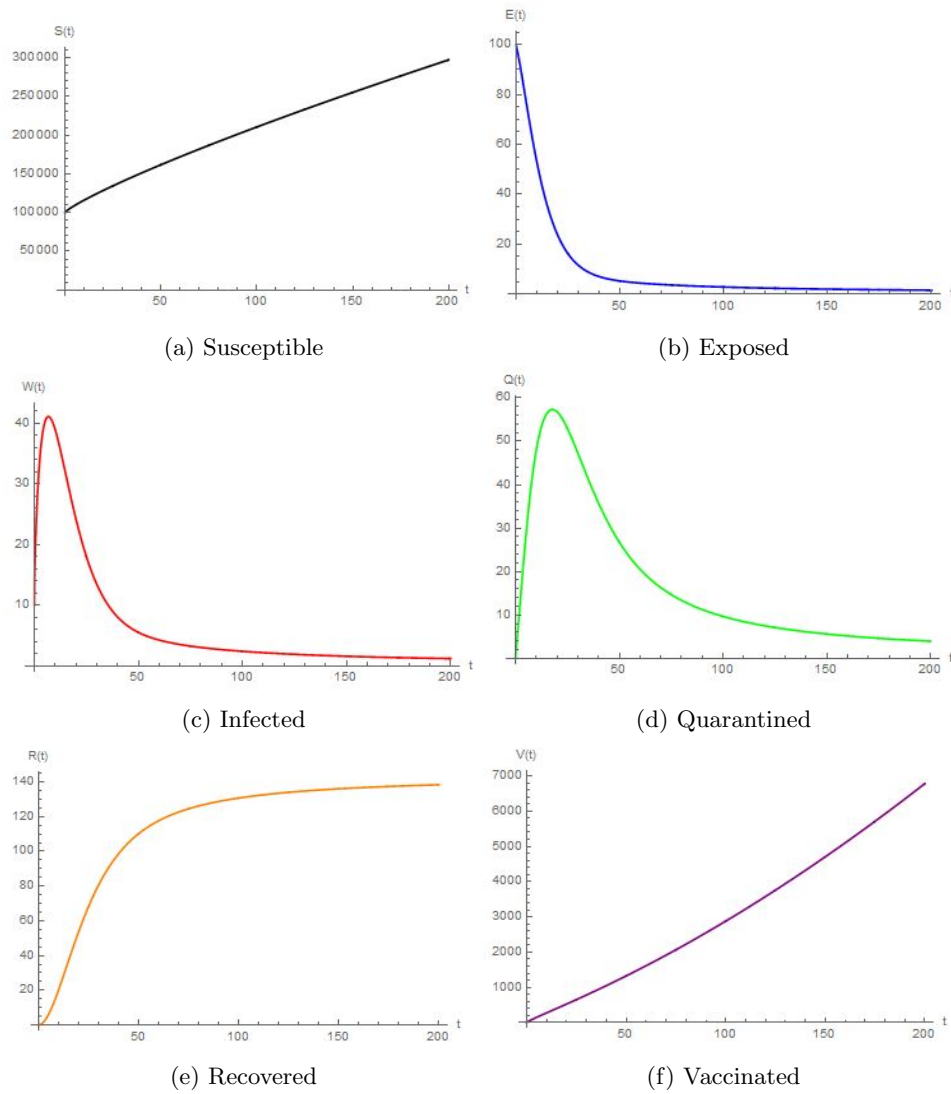 S(t)
300 000
250 000
200 000
150 000
100 000
50 000
50 100 150 200 t
(a) Susceptible
E(t)
100
80
60
40
20
50 100 150 200 t
(b) Exposed
W(t)
40
30
20
10
50 100 150 200 t
(c) Infected
Q(t)
60
50
40
30
20
10
50 100 150 200 t
(d) Quarantined
R(t)
140
120
100
80
60
40
20
50 100 150 200 t
(e) Recovered
V(t)
7000
6000
5000
4000
3000
2000
1000
50 100 150 200 t
(f) Vaccinated